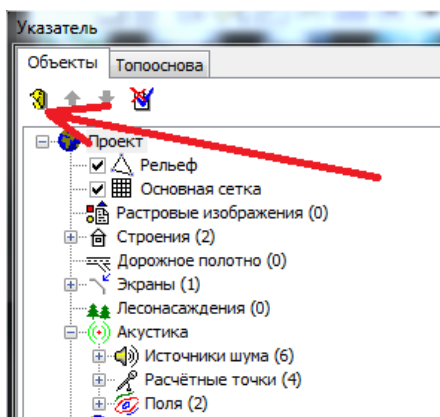 Указатель
Объекты Топооснова
Проект
Рельеф
Основная сетка
Растровые изображения (0)
Строения (2)
Дорожное полотно (0)
Экраны (1)
Лесонасаждения (0)
Акустика
Источники шума (6)
Расчётные точки (4)
Поля (2)